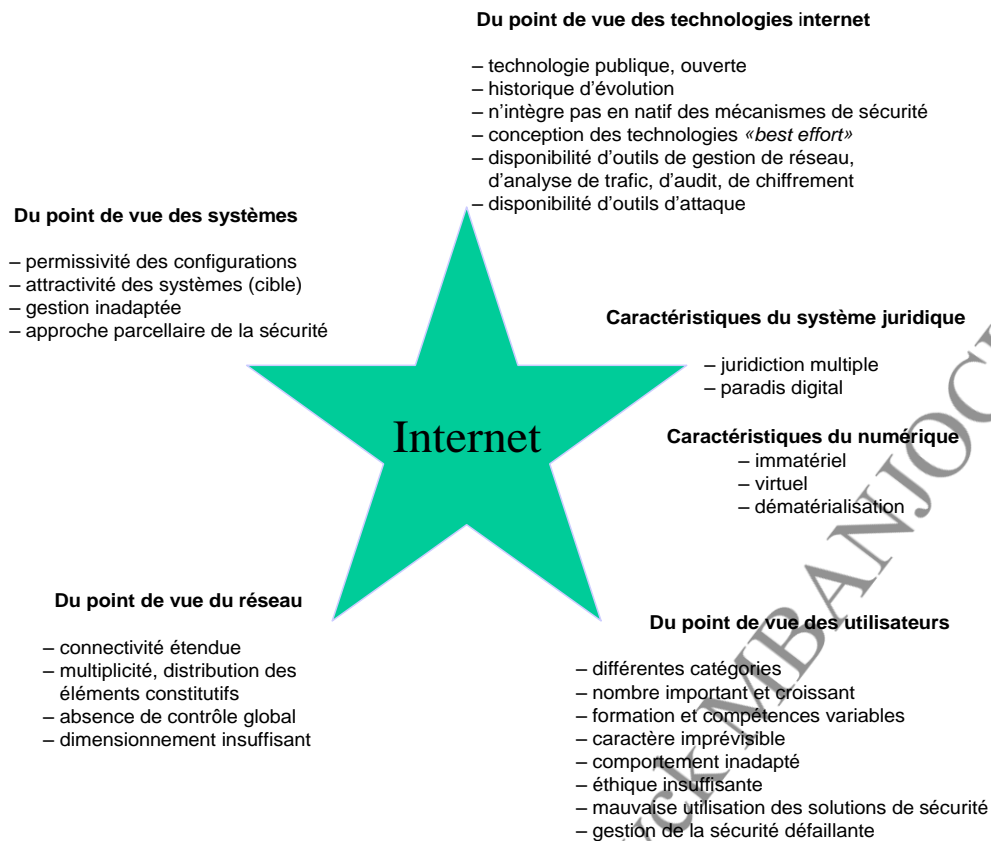 Du point de vue des technologies internet
– technologie publique, ouverte
– historique d'évolution
– n'intègre pas en natif des mécanismes de sécurité
– conception des technologies «best effort»
– disponibilité d'outils de gestion de réseau,
d'analyse de trafic, d'audit, de chiffrement
– disponibilité d'outils d'attaque
Du point de vue des systèmes
– permissivité des configurations
– attractivité des systèmes (cible)
– gestion inadaptée
– approche parcellaire de la sécurité
Caractéristiques du système juridique
– juridiction multiple
– paradis digital
Internet
Caractéristiques du numérique
– immatériel
– virtuel
– dématérialisation
Du point de vue du réseau
– connectivité étendue
– multiplicité, distribution des
éléments constitutifs
– absence de contrôle global
– dimensionnement insuffisant
Du point de vue des utilisateurs
– différentes catégories
– nombre important et croissant
– formation et compétences variables
– caractère imprévisible
– comportement inadapté
– éthique insuffisante
– mauvaise utilisation des solutions de sécurité
– gestion de la sécurité défaillante